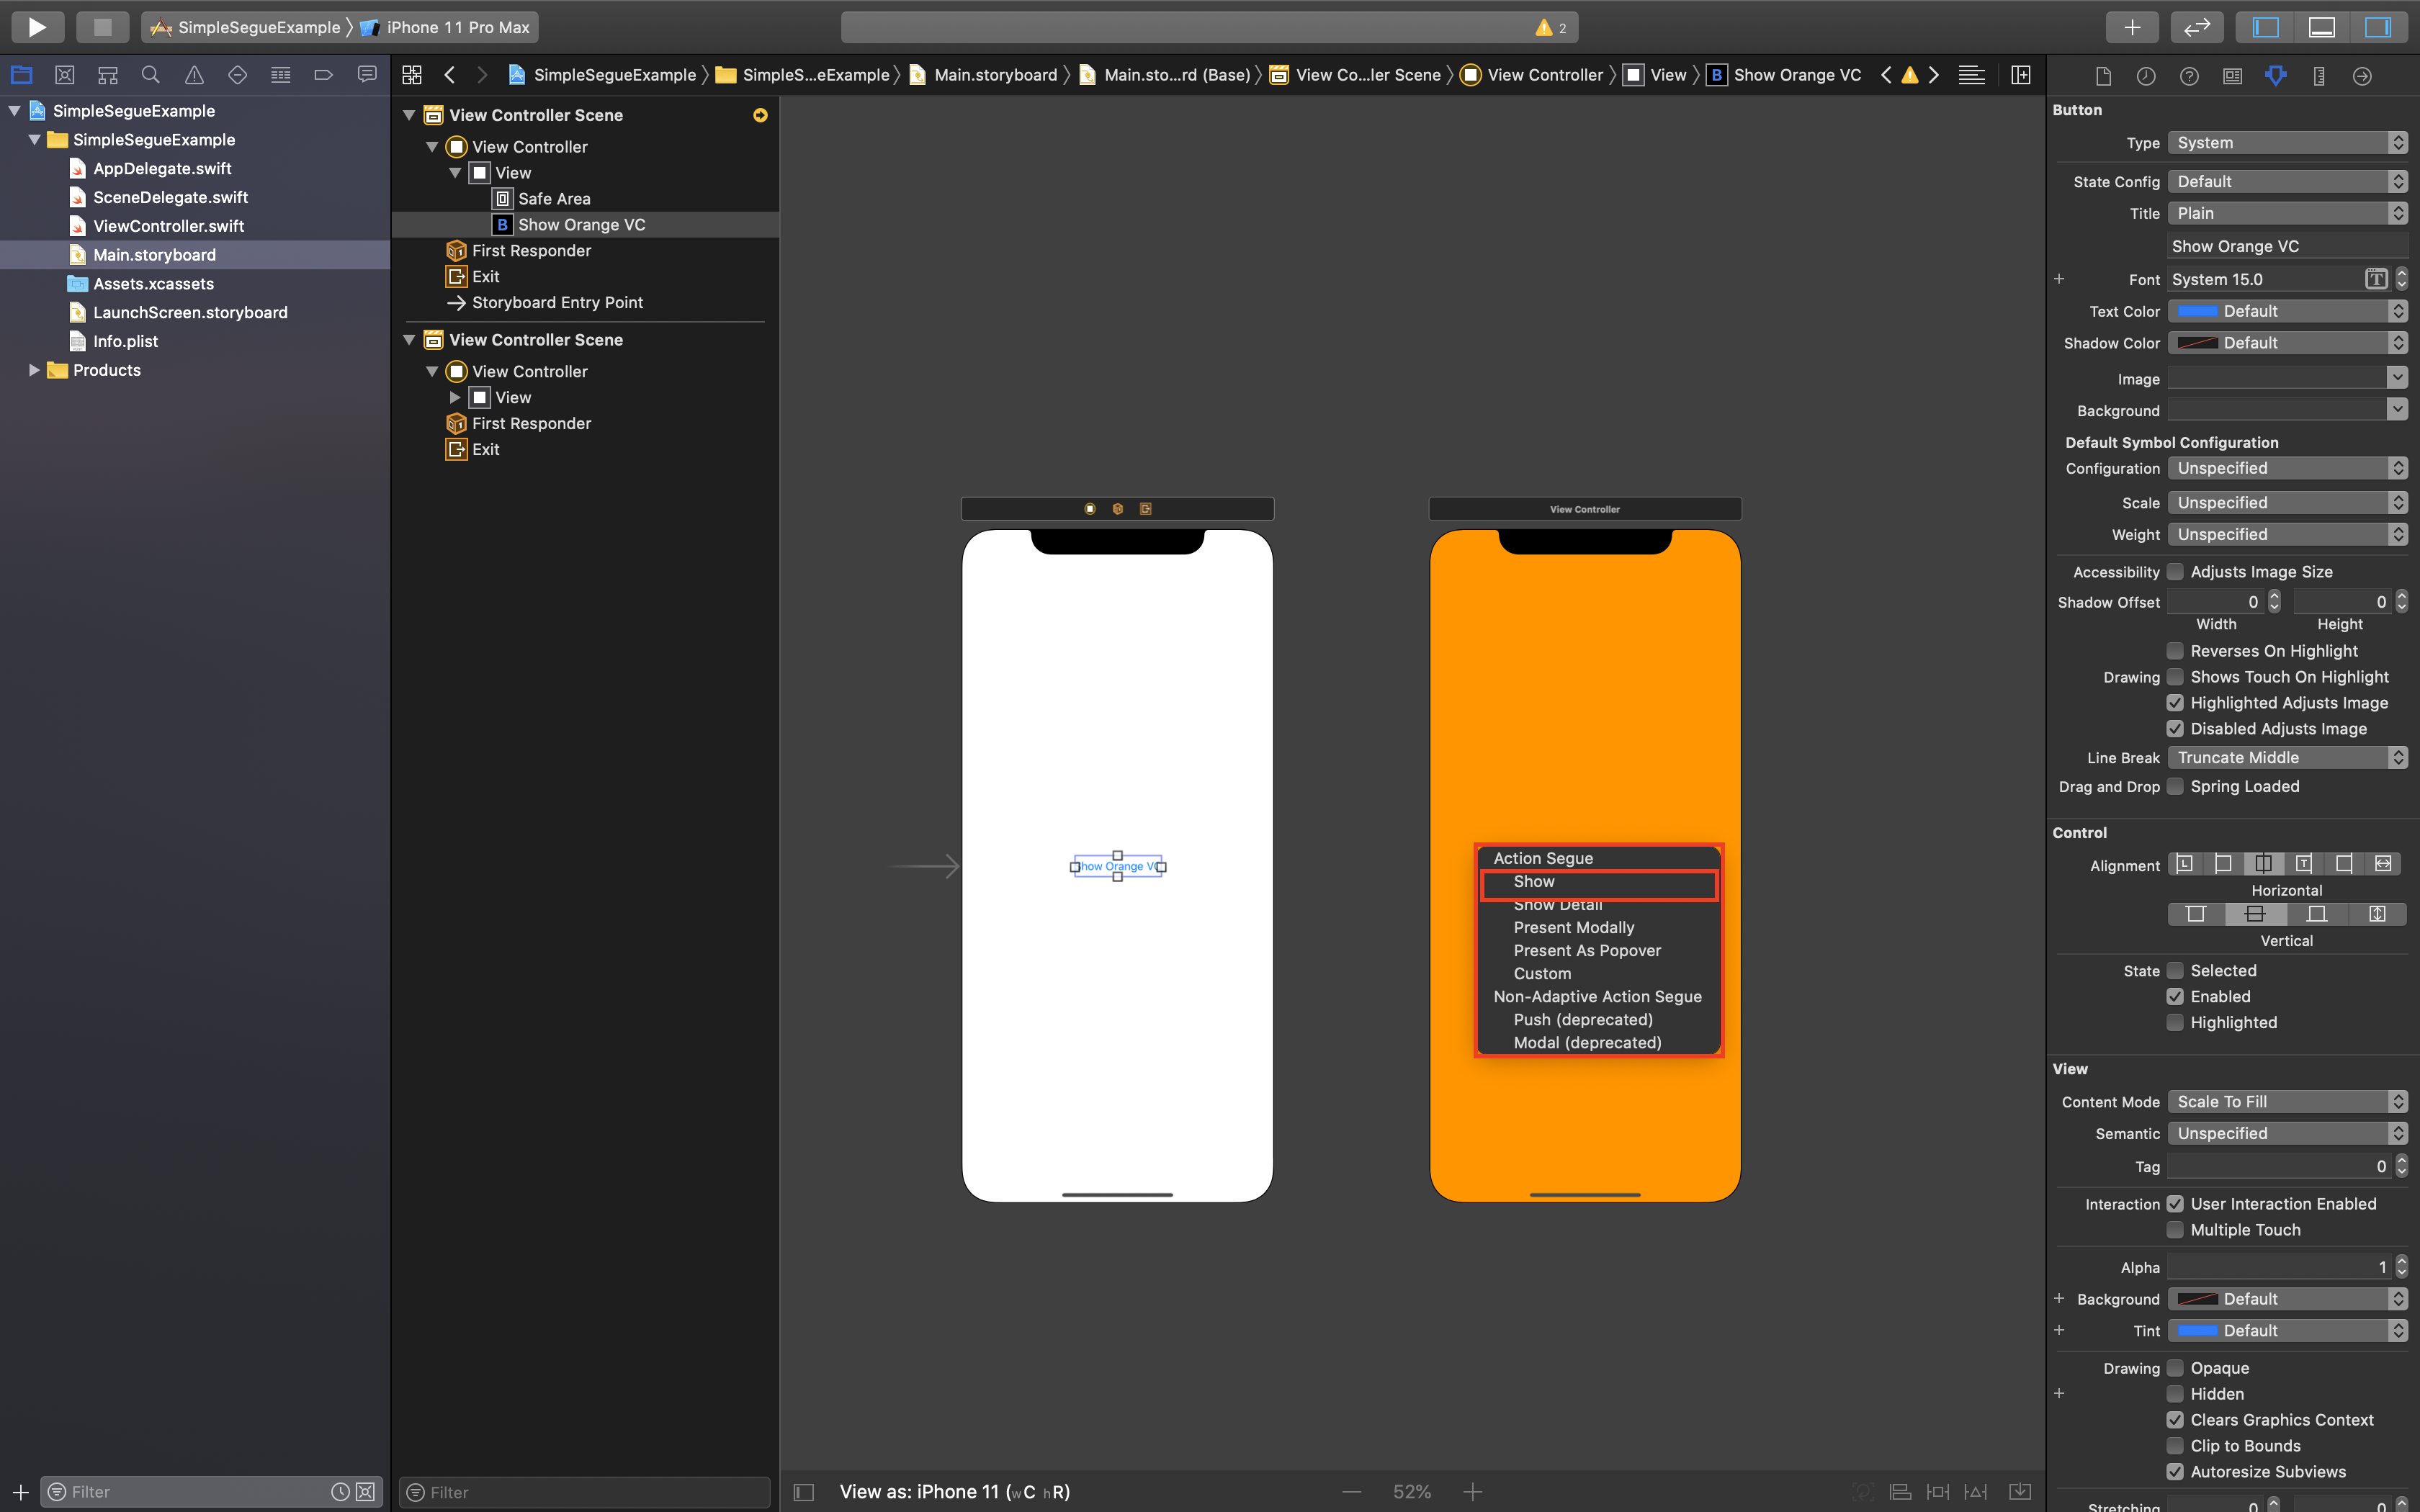 SimpleSegueExample 〉 iPhone 11 Pro Max
2
SimpleSegueExample 〉 SimpleS...eExample 〉 Main.storyboard 〉 Main.sto...rd (Base) 〉 View Co...ler Scene 〉 View Controller 〉 View 〉 B Show Orange VC
SimpleSegueExample
SimpleSegueExample
AppDelegate.swift
SceneDelegate.swift
ViewController.swift
Main.storyboard
Assets.xcassets
LaunchScreen.storyboard
Info.plist
Products
Filter
View Controller Scene
View Controller
View
Safe Area
B Show Orange VC
First Responder
Exit
Storyboard Entry Point
View Controller Scene
View Controller
View
First Responder
Exit
Filter
View Controller
Show Orange VC
Action Segue
Show
Show Detail
Present Modally
Present As Popover
Custom
Non-Adaptive Action Segue
Push (deprecated)
Modal (deprecated)
View as: iPhone 11 (wC hR)
52%
Button
Type System
State Config Default
Title Plain
Show Orange VC
Font System 15.0
Text Color Default
Shadow Color Default
Image
Background
Default Symbol Configuration
Configuration Unspecified
Scale Unspecified
Weight Unspecified
Accessibility Adjusts Image Size
Shadow Offset 0 0
Width Height
Reverses On Highlight
Drawing Shows Touch On Highlight
Highlighted Adjusts Image
Disabled Adjusts Image
Line Break Truncate Middle
Drag and Drop Spring Loaded
Control
Alignment
Horizontal
Vertical
State Selected
Enabled
Highlighted
View
Content Mode Scale To Fill
Semantic Unspecified
Tag 0
Interaction User Interaction Enabled
Multiple Touch
Alpha 1
Background Default
Tint Default
Drawing Opaque
Hidden
Clears Graphics Context
Clip to Bounds
Autoresize Subviews
Stretching 0 0